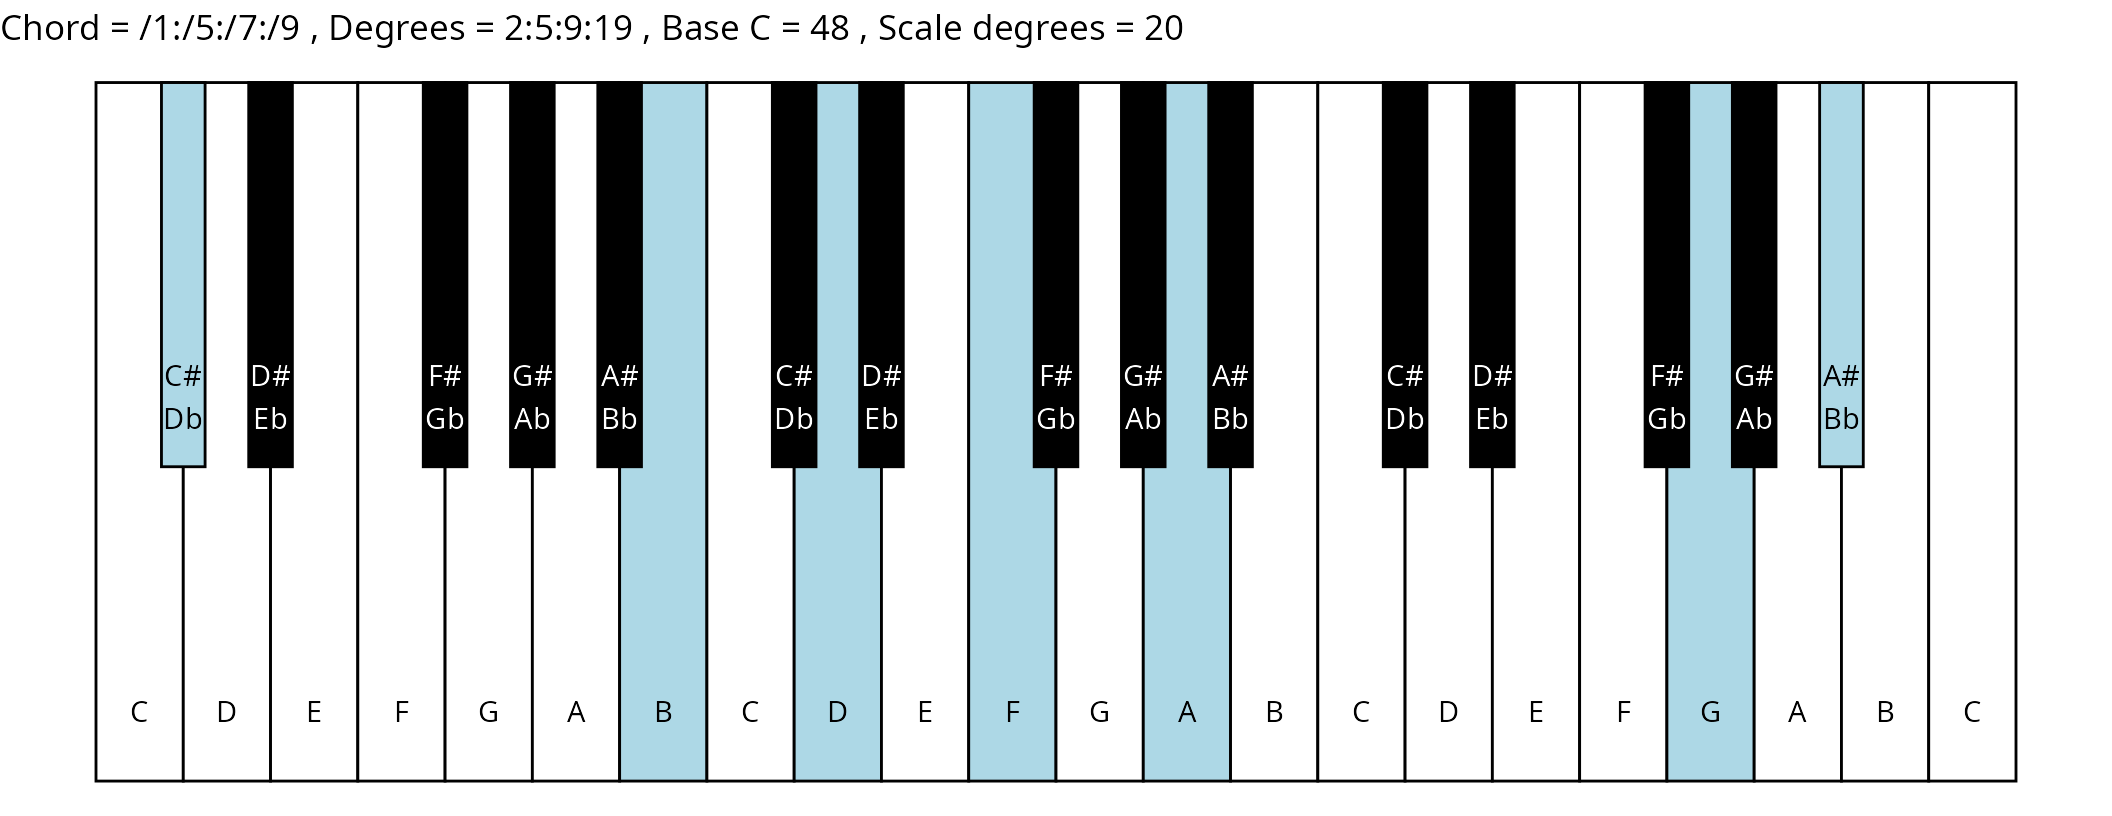 Chord = /1:/5:/7:/9 , Degrees = 2:5:9:19 , Base C = 48 , Scale degrees = 20
C# D# F# G# A# C# D# F# G# A# C# D# F# G# A#
Db Eb Gb Ab Bb Db Eb Gb Ab Bb Db Eb Gb Ab Bb
C D E F G A B C D E F G A B C D E F G A B C